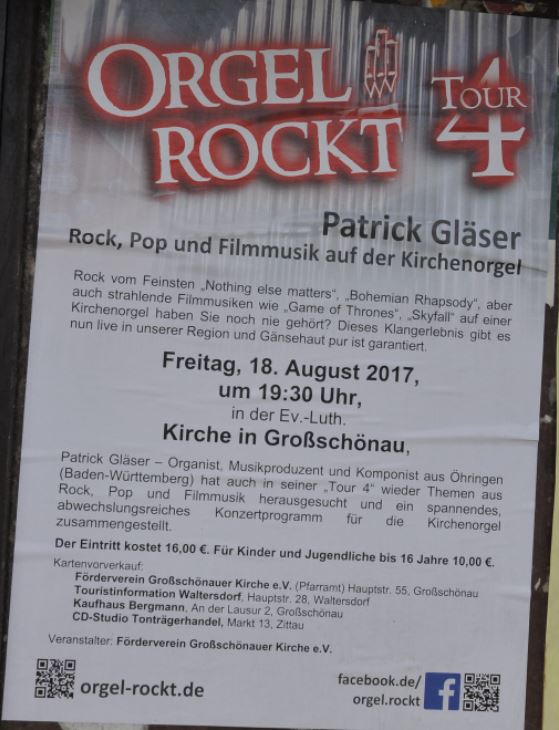 ORGEL
ROCKT
TOUR
4
Patrick Gläser
Rock, Pop und Filmmusik auf der Kirchenorgel
Rock vom Feinsten „Nothing else matters“, „Bohemian Rhapsody“, aber
auch strahlende Filmmusiken wie „Game of Thrones“, „Skyfall“ auf einer
Kirchenorgel haben Sie noch nie gehört? Dieses Klangerlebnis gibt es
nun live in unserer Region und Gänsehaut pur ist garantiert.
Freitag, 18. August 2017,
um 19:30 Uhr,
in der Ev.-Luth.
Kirche in Großschönau,
Patrick Gläser – Organist, Musikproduzent und Komponist aus Öhringen
(Baden-Württemberg) hat auch in seiner „Tour 4“ wieder Themen aus
Rock, Pop und Filmmusik herausgesucht und ein spannendes,
abwechslungsreiches Konzertprogramm für die Kirchenorgel
zusammengestellt.
Der Eintritt kostet 16,00 €. Für Kinder und Jugendliche bis 16 Jahre 10,00 €.
Kartenvorverkauf:
Förderverein Großschönauer Kirche e.V. (Pfarramt) Hauptstr. 55, Großschönau
Touristinformation Waltersdorf, Hauptstr. 28, Waltersdorf
Kaufhaus Bergmann, An der Lausur 2, Großschönau
CD-Studio Tonträgerhandel, Markt 13, Zittau
Veranstalter: Förderverein Großschönauer Kirche e.V.
orgel-rockt.de
facebook.de/
orgel.rockt
f